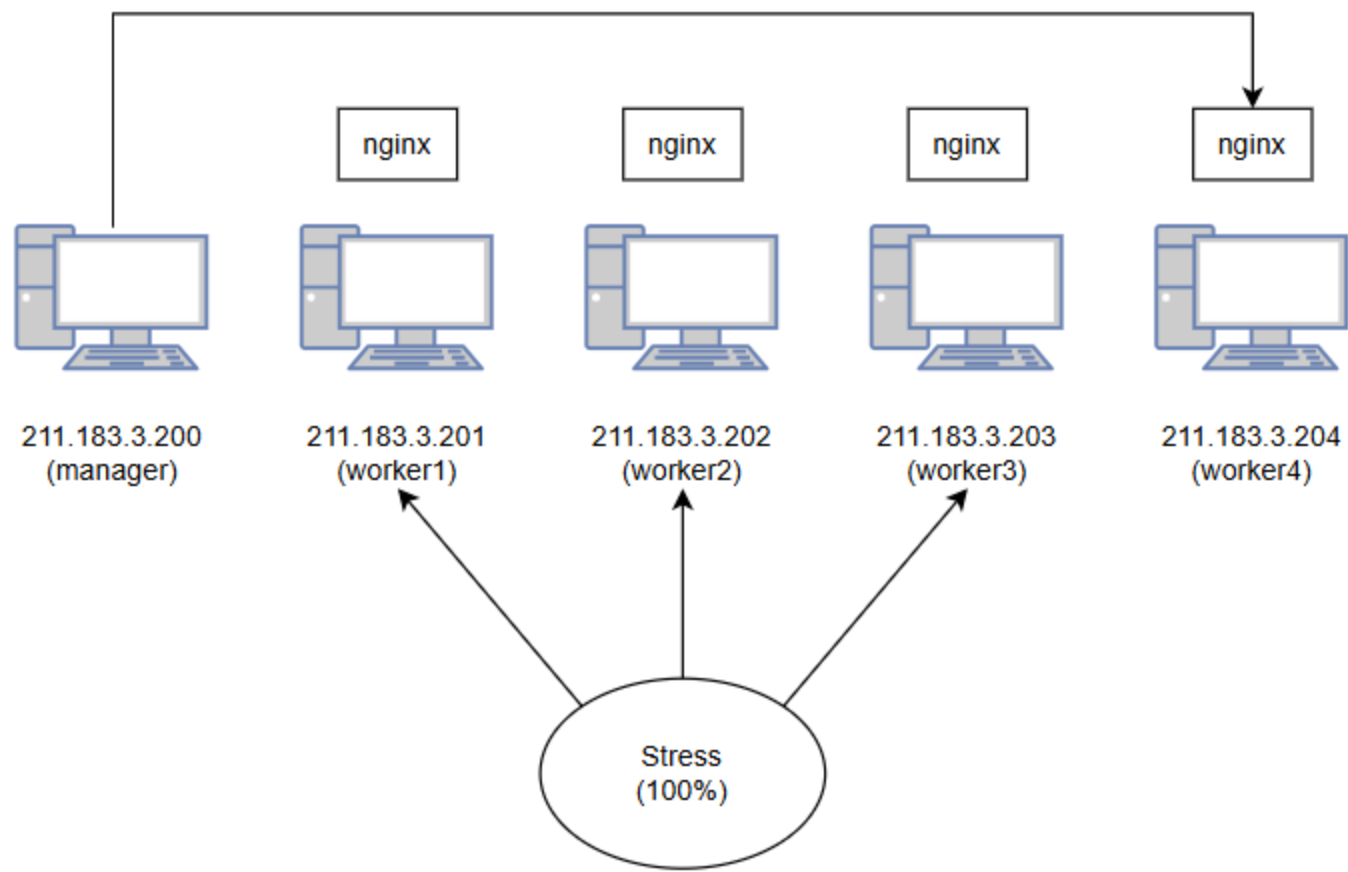 nginx
nginx
nginx
nginx
211.183.3.200
(manager)
211.183.3.201
(worker1)
211.183.3.202
(worker2)
211.183.3.203
(worker3)
211.183.3.204
(worker4)
Stress
(100%)